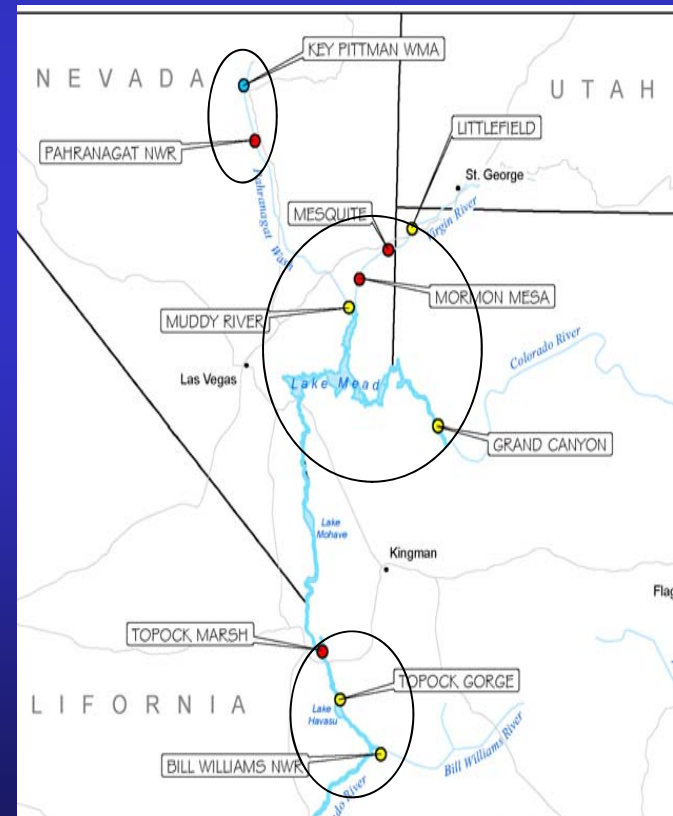 KEY PITTMAN WMA
NEVADA
UTAH
LITTLEFIELD
PAHRANAGAT NWR
St. George
Pahranagat Wash
MESQUITE
Virgin River
MORMON MESA
MUDDY RIVER
Colorado River
Las Vegas
Lake Mead
GRAND CANYON
Lake
Mohave
Kingman
Flag
TOPOCK MARSH
TOPOCK GORGE
LIFORNIA
Lake
Havasu
Bill Williams River
BILL WILLIAMS NWR
do River